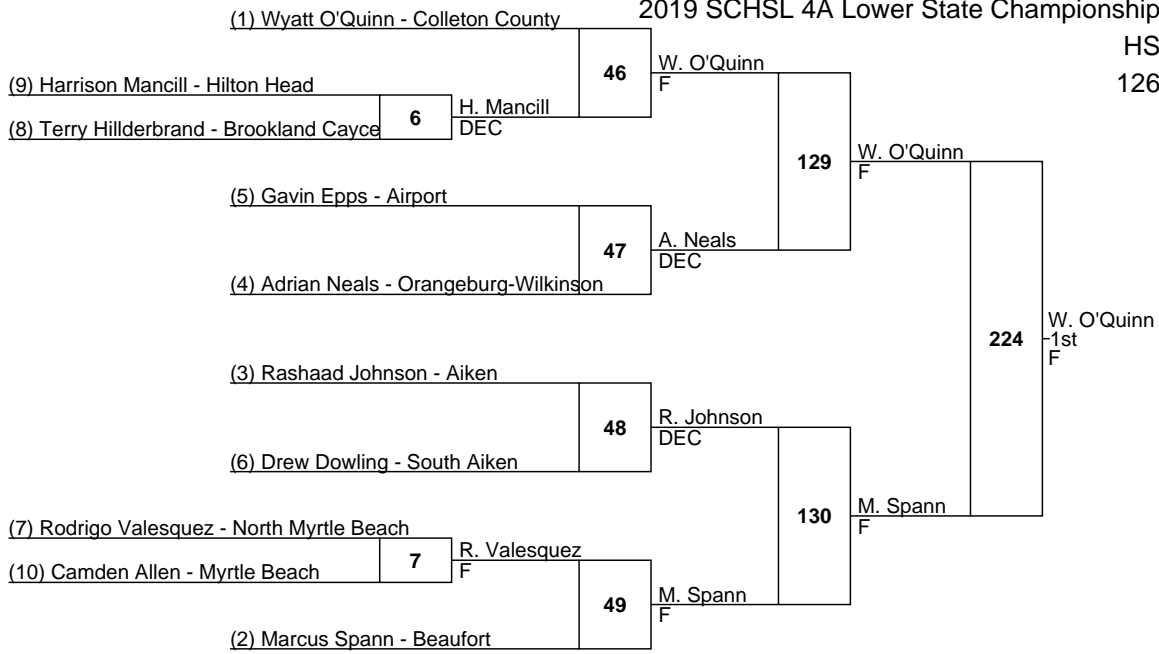 2019 SCHSL 4A Lower State Championship
HS
126
(1) Wyatt O'Quinn - Colleton County
46
W. O'Quinn
F
(9) Harrison Mancill - Hilton Head
6
H. Mancill
DEC
(8) Terry Hillderbrand - Brookland Cayce
129
W. O'Quinn
F
(5) Gavin Epps - Airport
47
A. Neals
DEC
(4) Adrian Neals - Orangeburg-Wilkinson
224
W. O'Quinn
1st
F
(3) Rashaad Johnson - Aiken
48
R. Johnson
DEC
(6) Drew Dowling - South Aiken
130
M. Spann
F
(7) Rodrigo Valesquez - North Myrtle Beach
7
R. Valesquez
F
(10) Camden Allen - Myrtle Beach
49
M. Spann
F
(2) Marcus Spann - Beaufort